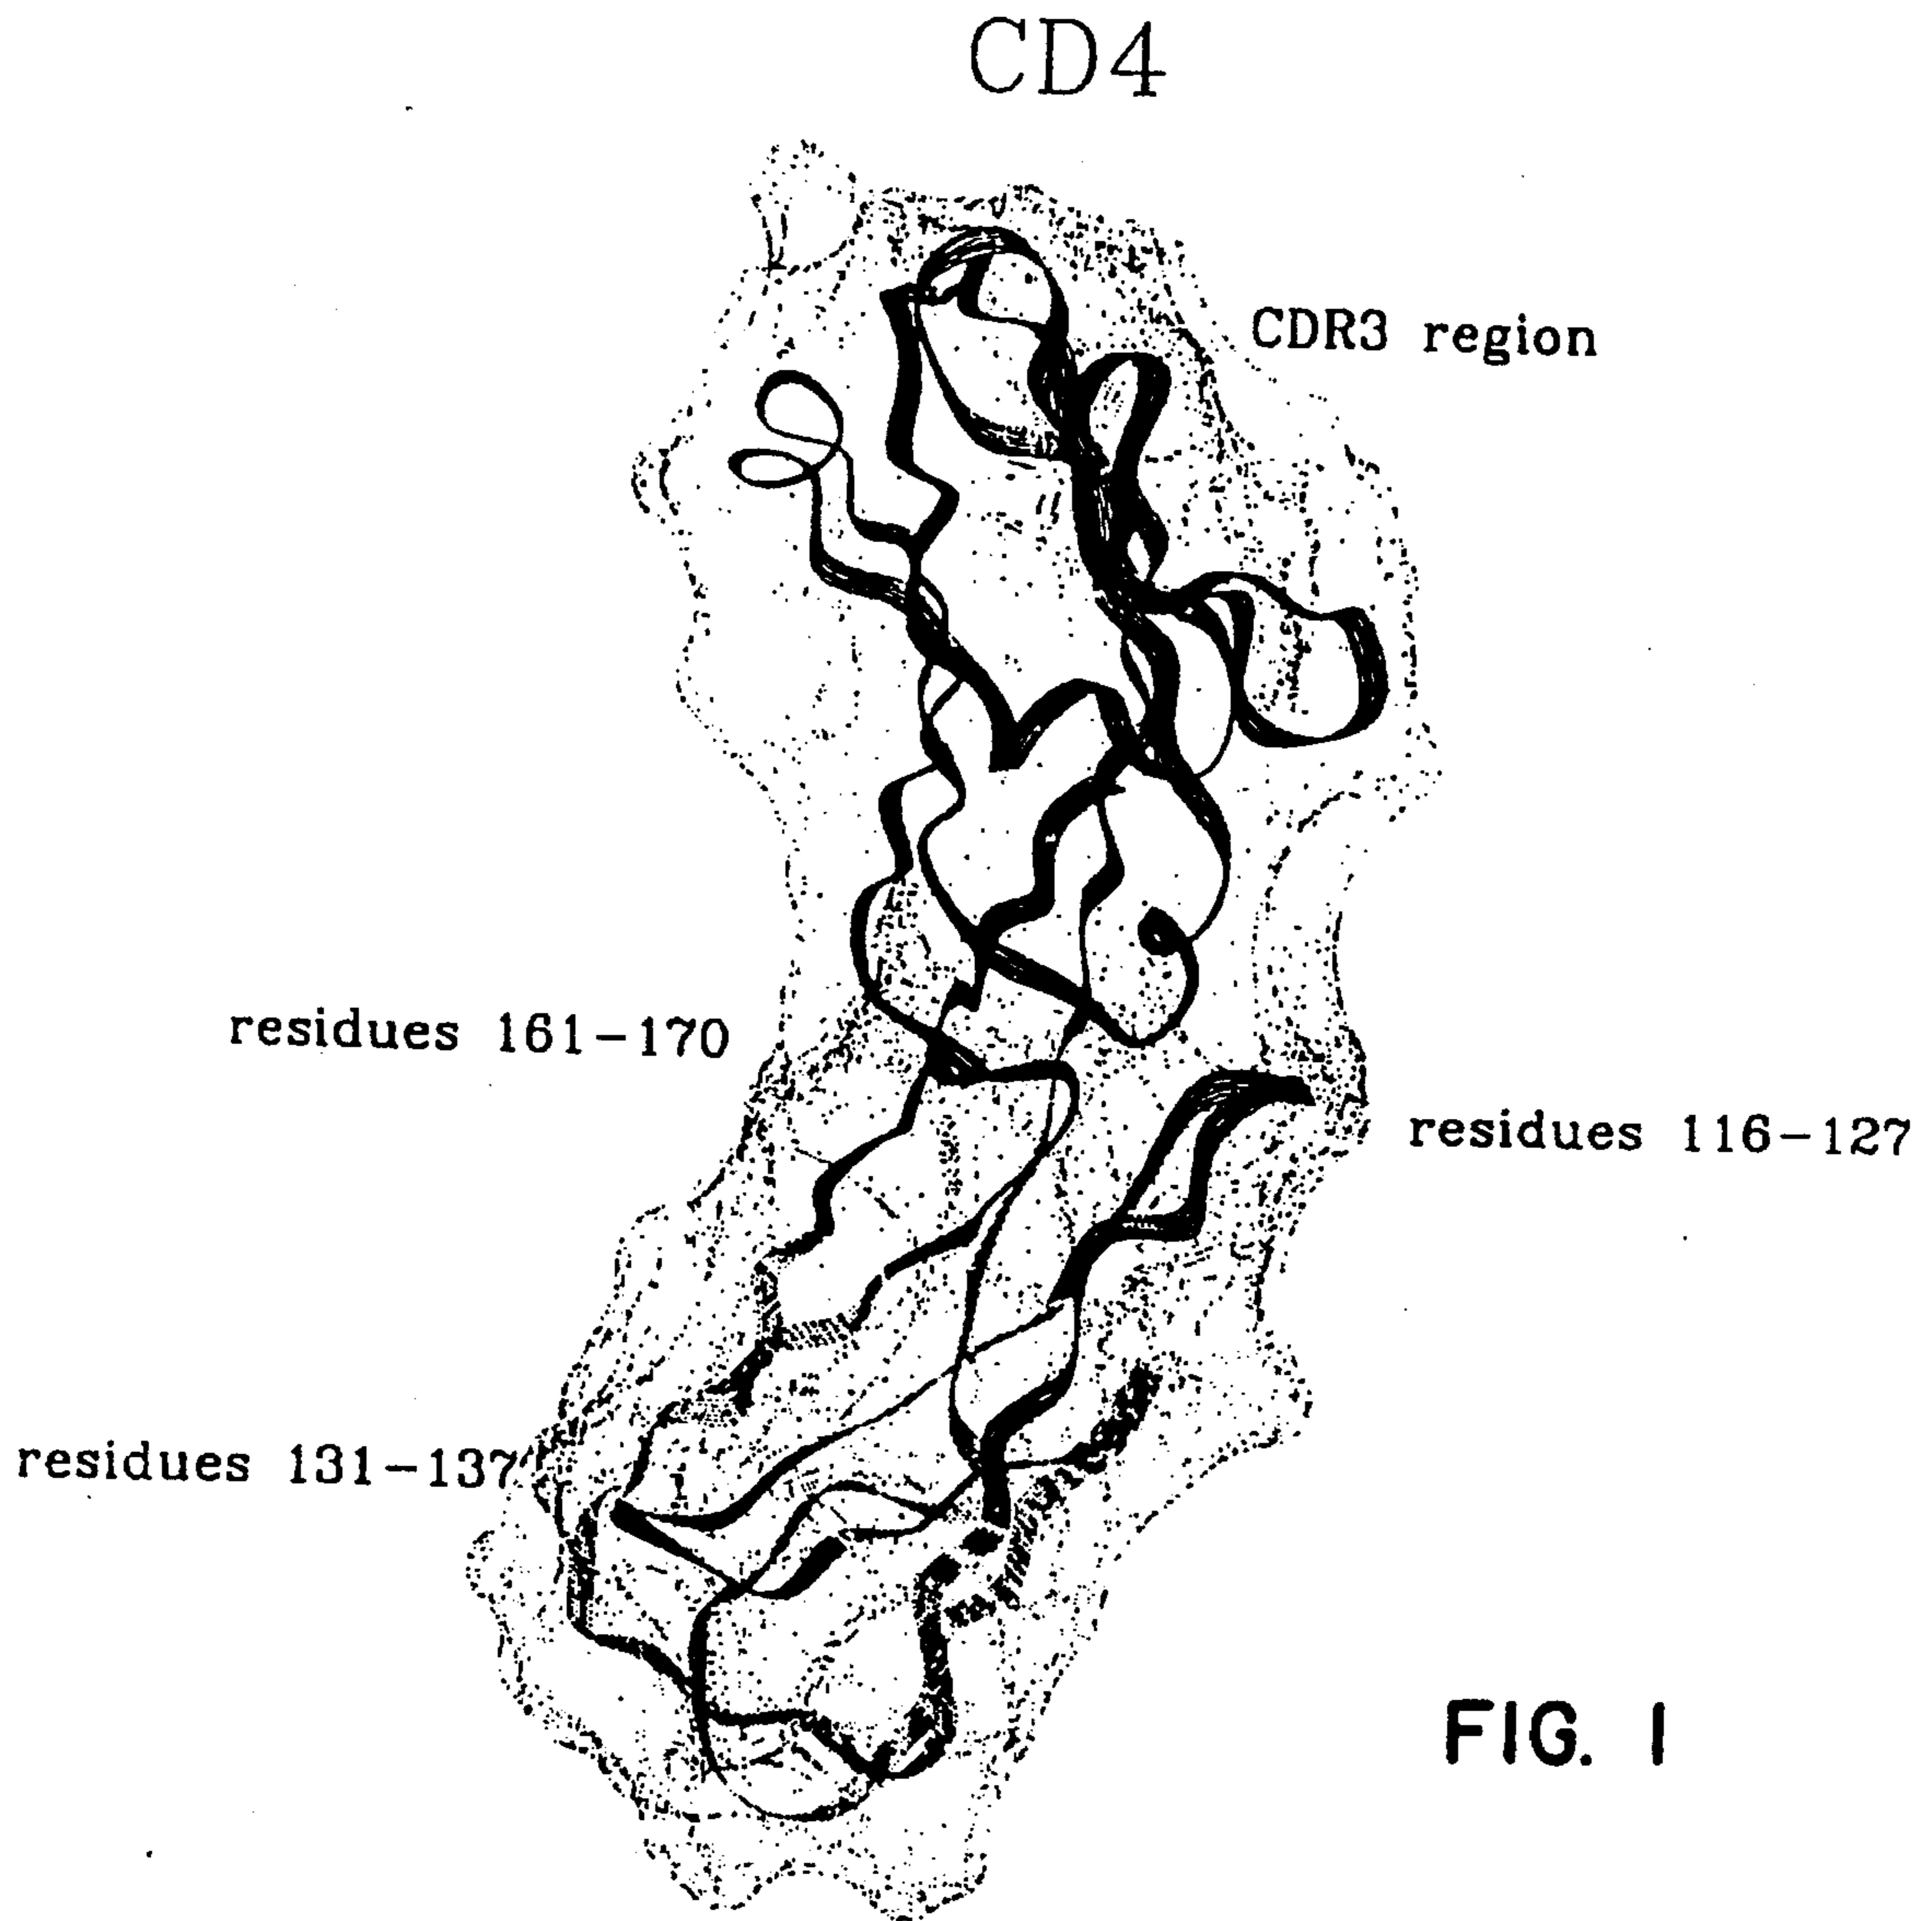 CD4
CDR3 region
residues 161-170
residues 116-127
residues 131-137
FIG. 1